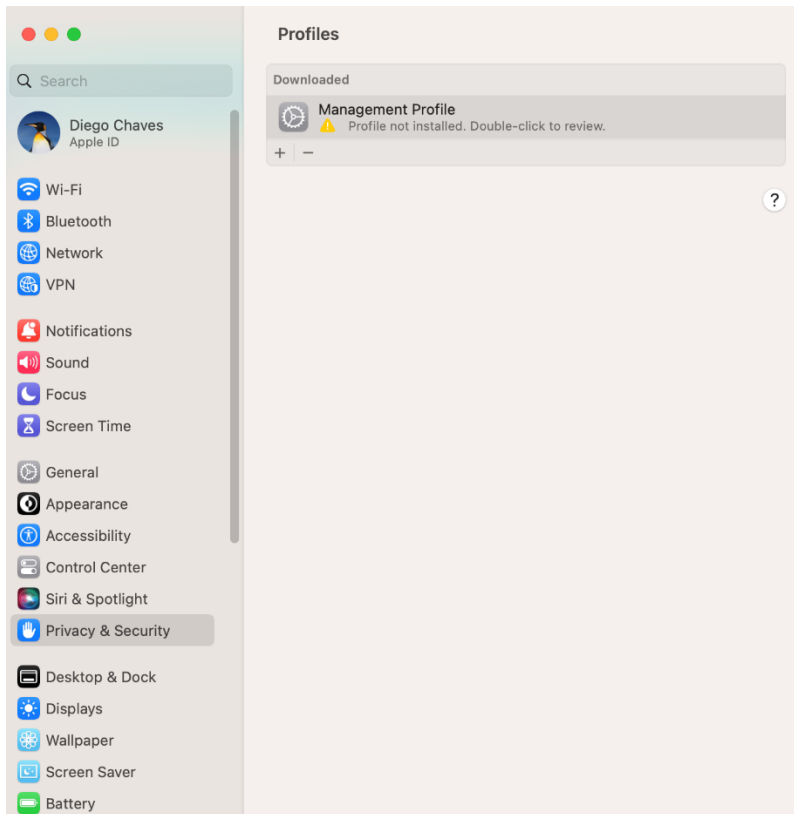 Profiles
Search
Downloaded
Management Profile
Profile not installed. Double-click to review.
+ −
?
Diego Chaves
Apple ID
Wi-Fi
Bluetooth
Network
VPN
Notifications
Sound
Focus
Screen Time
General
Appearance
Accessibility
Control Center
Siri & Spotlight
Privacy & Security
Desktop & Dock
Displays
Wallpaper
Screen Saver
Battery